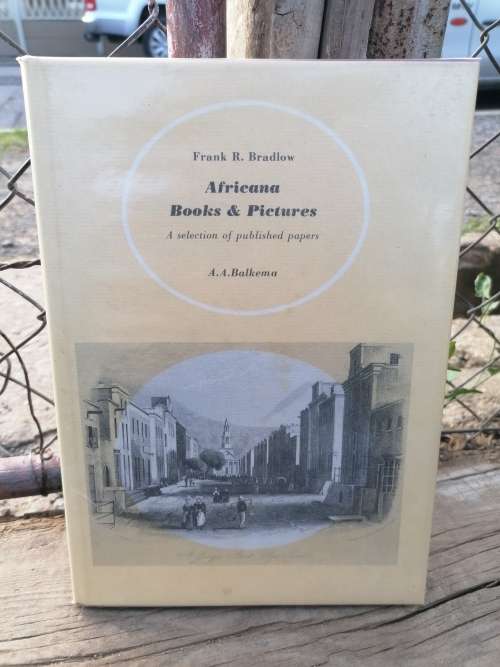 Frank R. Bradlow
Africana
Books & Pictures
A selection of published papers
A.A.Balkema